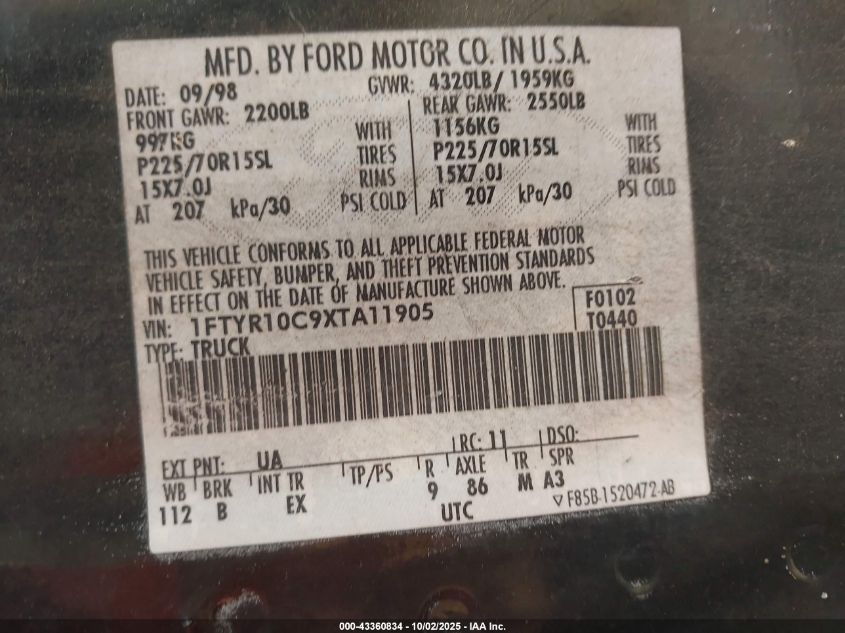 MFD. BY FORD MOTOR CO. IN U.S.A.
DATE: 09/98 GVWR: 4320LB/ 1959KG
FRONT GAWR: 2200LB REAR GAWR: 2550LB
997KG WITH 1156KG WITH
P225/70R15SL TIRES P225/70R15SL TIRES
15X7.0J RIMS 15X7.0J RIMS
AT 207 kPa/30 PSI COLD AT 207 kPa/30 PSI COLD
THIS VEHICLE CONFORMS TO ALL APPLICABLE FEDERAL MOTOR
VEHICLE SAFETY, BUMPER, AND THEFT PREVENTION STANDARDS
IN EFFECT ON THE DATE OF MANUFACTURE SHOWN ABOVE.
VIN: 1FTYR10C9XTA11905 F0102
TYPE: TRUCK T0440
EXT PNT: UA RC: 11 DSO:
WB BRK INT TR TP/PS R AXLE TR SPR
112 B EX 9 86 M A3
UTC ▽ F85B-1520472-AB
000-43360834 - 10/02/2025 - IAA Inc.